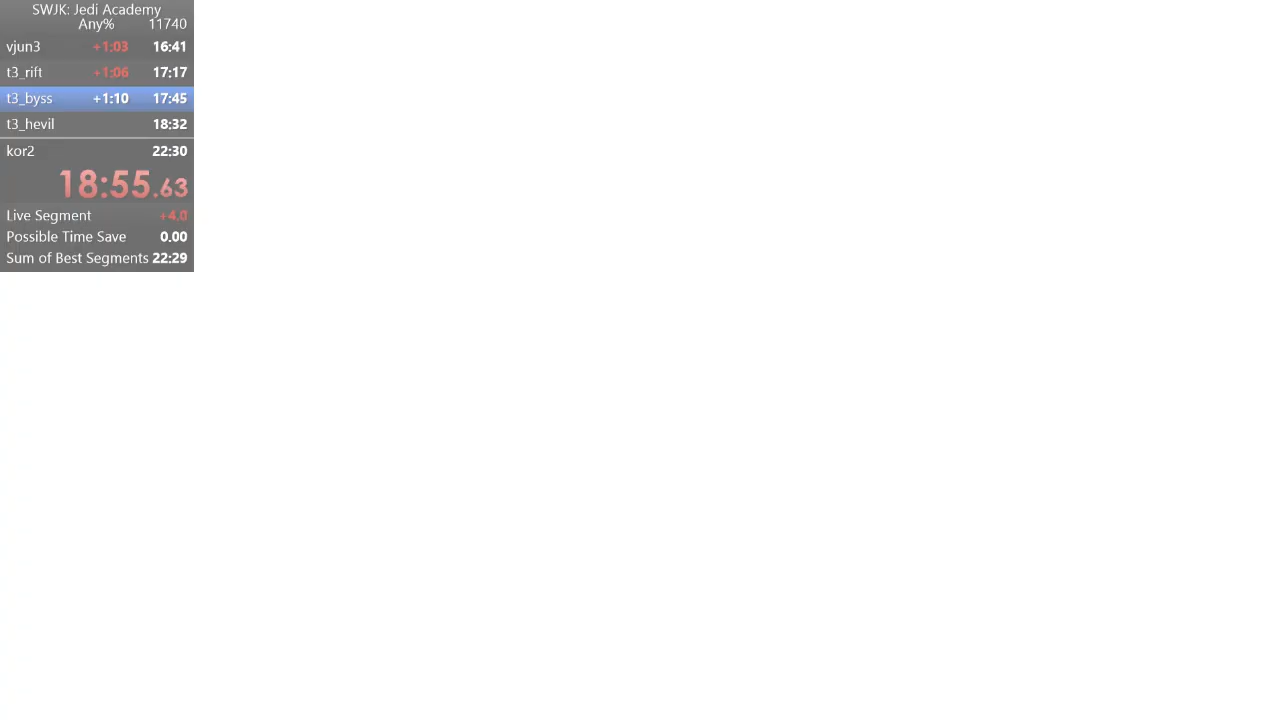 SWJK: Jedi Academy
Any% 11740
vjun3 +1:03 16:41
t3_rift +1:06 17:17
t3_byss +1:10 17:45
t3_hevil 18:32
kor2 22:30
18:55.63
Live Segment +4.0
Possible Time Save 0.00
Sum of Best Segments 22:29